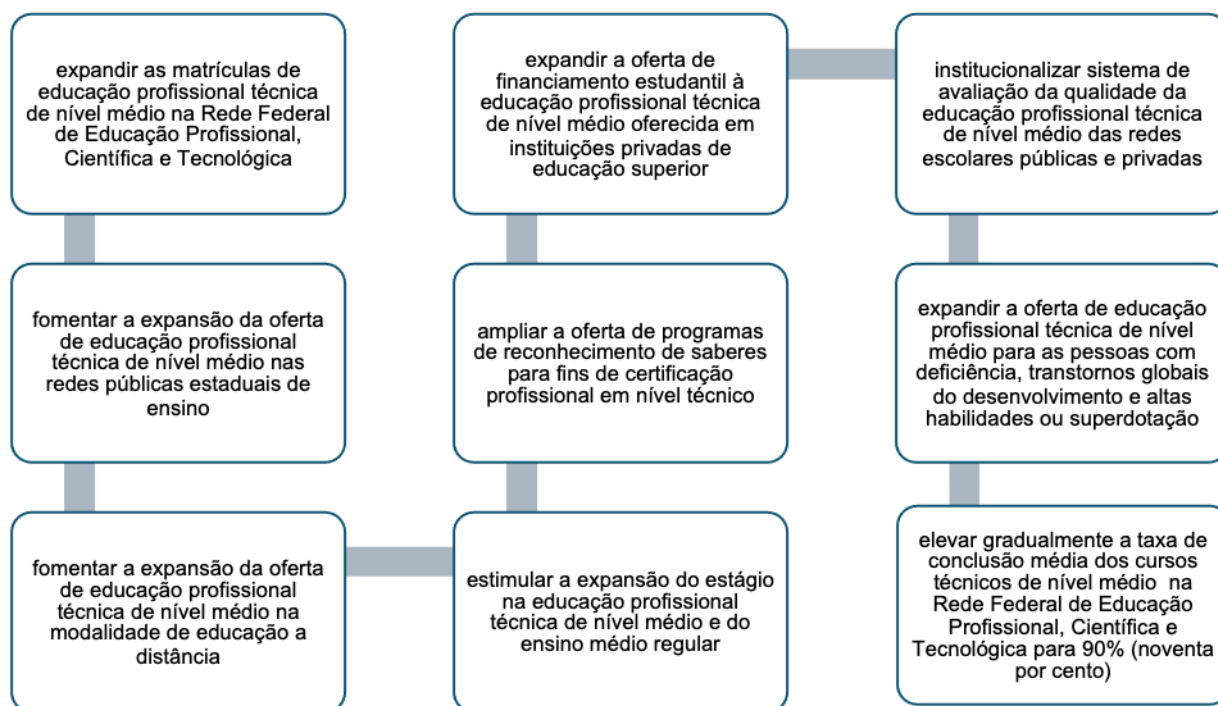 expandir as matrículas de
educação profissional técnica
de nível médio na Rede Federal
de Educação Profissional,
Científica e Tecnológica
fomentar a expansão da oferta
de educação profissional
técnica de nível médio nas
redes públicas estaduais de
ensino
fomentar a expansão da oferta
de educação profissional
técnica de nível médio na
modalidade de educação a
distância
estimular a expansão do estágio
na educação profissional
técnica de nível médio e do
ensino médio regular
ampliar a oferta de programas
de reconhecimento de saberes
para fins de certificação
profissional em nível técnico
expandir a oferta de
financiamento estudantil à
educação profissional técnica
de nível médio oferecida em
instituições privadas de
educação superior
institucionalizar sistema de
avaliação da qualidade da
educação profissional técnica
de nível médio das redes
escolares públicas e privadas
expandir a oferta de educação
profissional técnica de nível
médio para as pessoas com
deficiência, transtornos globais
do desenvolvimento e altas
habilidades ou superdotação
elevar gradualmente a taxa de
conclusão média dos cursos
técnicos de nível médio na
Rede Federal de Educação
Profissional, Científica e
Tecnológica para 90% (noventa
por cento)